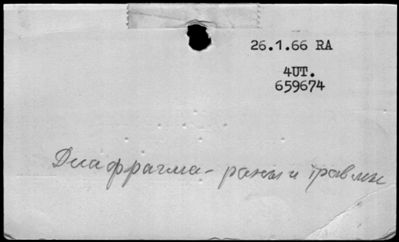 26.1.66 RA
4UT.
659674
Диафрагма - раны и травмы